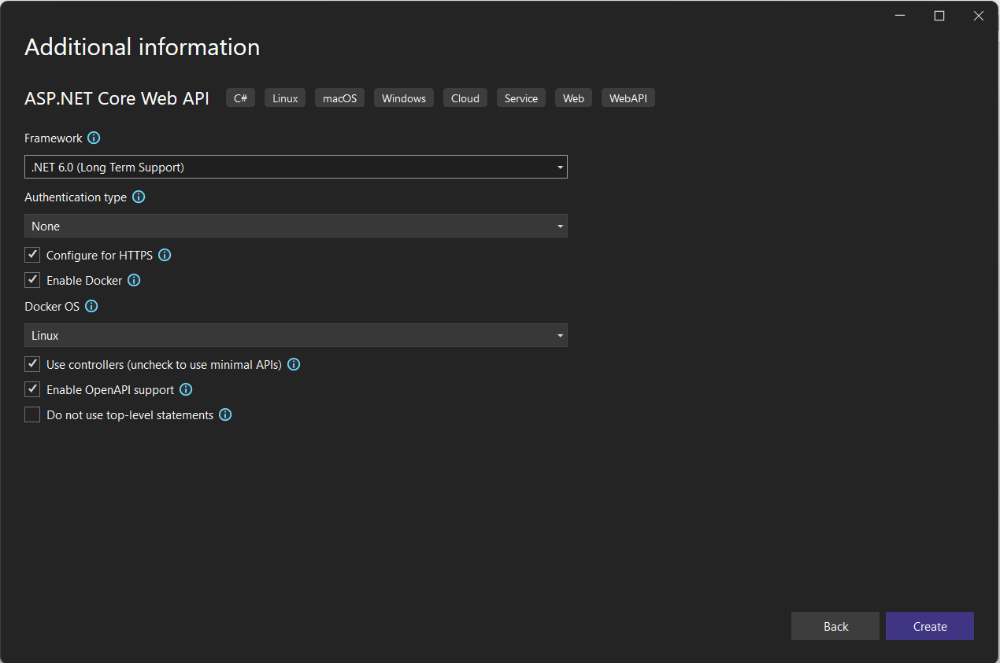 Additional information
ASP.NET Core Web API C# Linux macOS Windows Cloud Service Web WebAPI
Framework
.NET 6.0 (Long Term Support)
Authentication type
None
Configure for HTTPS
Enable Docker
Docker OS
Linux
Use controllers (uncheck to use minimal APIs)
Enable OpenAPI support
Do not use top-level statements
Back Create